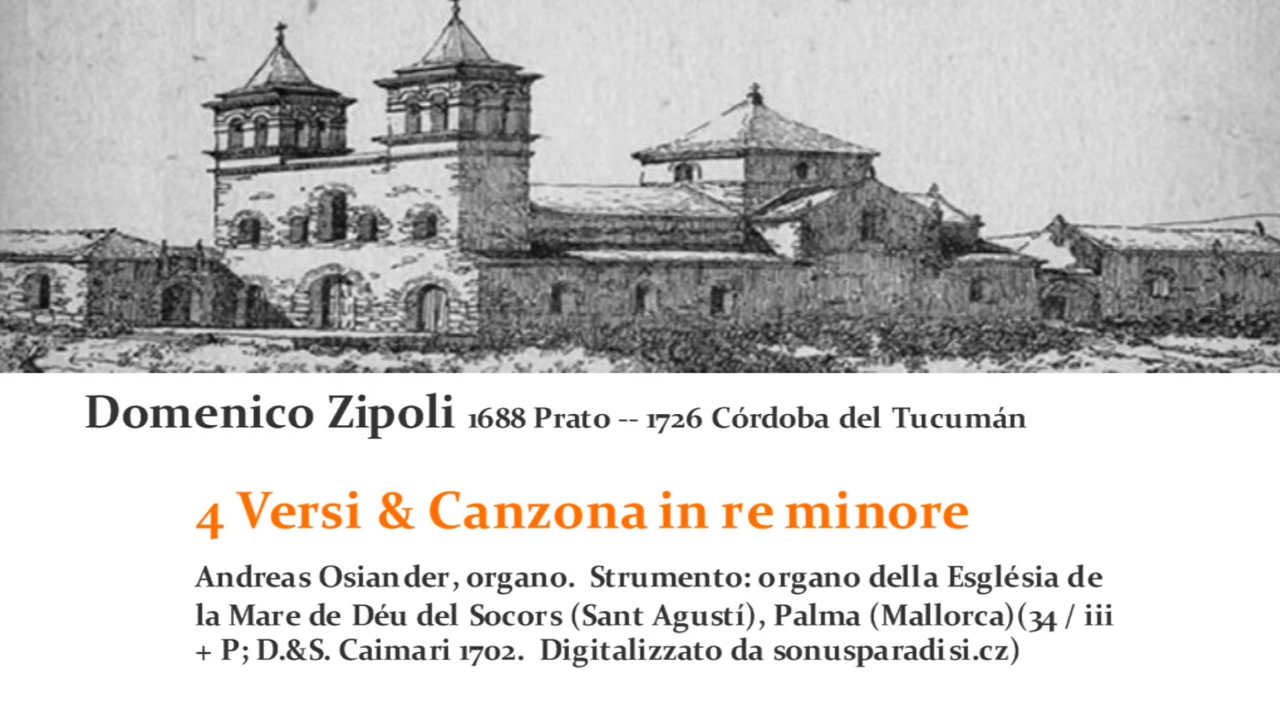 Domenico Zipoli 1688 Prato -- 1726 Córdoba del Tucumán
4 Versi & Canzona in re minore
Andreas Osiander, organo. Strumento: organo della Església de
la Mare de Déu del Socors (Sant Agustí), Palma (Mallorca)(34 / iii
+ P; D.&S. Caimari 1702. Digitalizzato da sonusparadisi.cz)